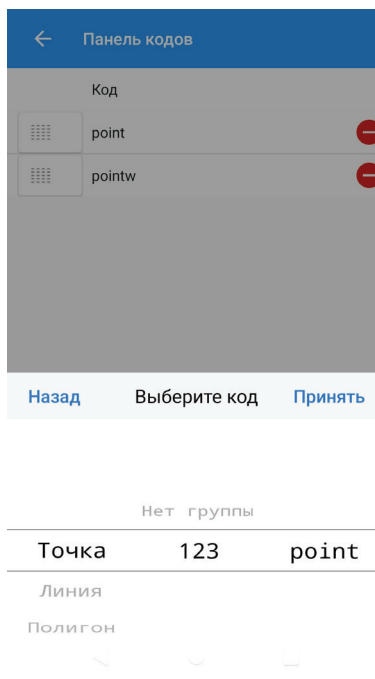 Панель кодов
Код
point
pointw
Назад Выберите код Принять
Нет группы
Точка 123 point
Линия
Полигон